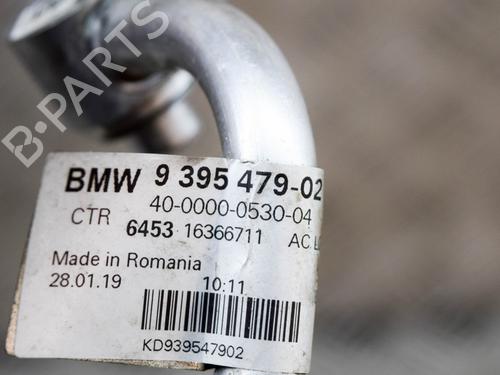 B-PARTS
BMW 9 395 479-02
40-0000-0530-04
CTR 6453 16366711 AC
Made in Romania
28.01.19 10:11
KD939547902